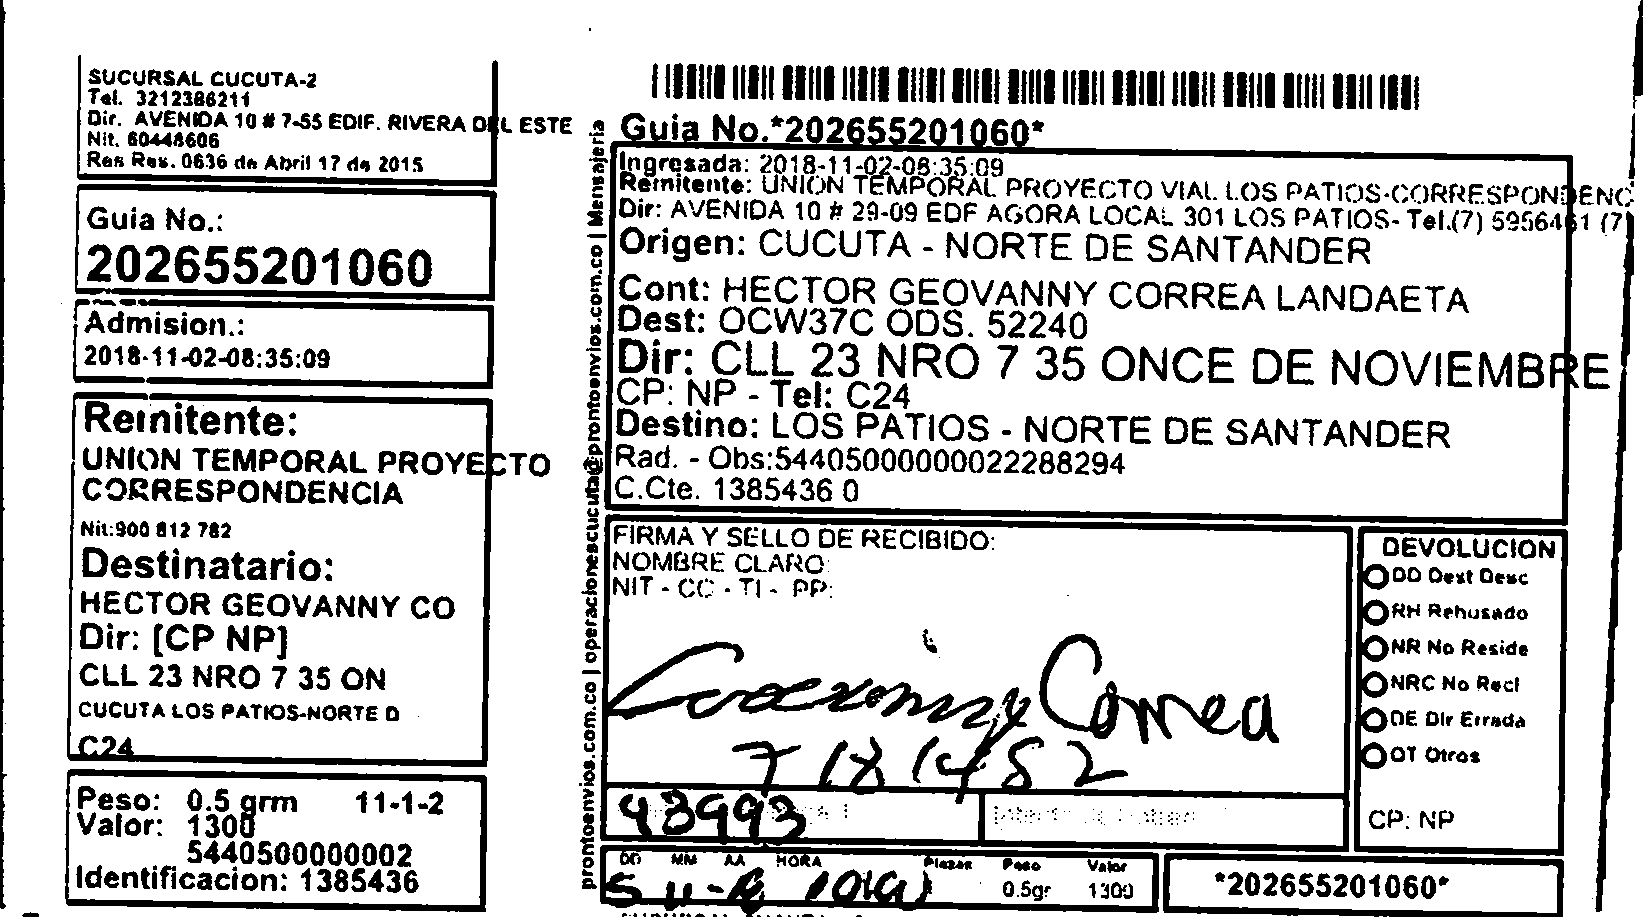 SUCURSAL CUCUTA-2
Tel. 3212386211
Dir. AVENIDA 10 # 7-55 EDIF. RIVERA DEL ESTE
Nit. 60448606
Res Res. 0636 de Abril 17 de 2015
Guia No.:
202655201060
Admision.:
2018-11-02-08:35:09
Remitente:
UNION TEMPORAL PROYECTO
CORRESPONDENCIA
Nit:900 812 782
Destinatario:
HECTOR GEOVANNY CO
Dir: [CP NP]
CLL 23 NRO 7 35 ON
CUCUTA LOS PATIOS-NORTE D
C24
Peso: 0.5 grm 11-1-2
Valor: 1300
5440500000002
Identificacion: 1385436
prontoenvios.com.co | operacionescucuta@prontoenvios.com.co | Mensajeria
Guia No.*202655201060*
Ingresada: 2018-11-02-08:35:09
Remitente: UNION TEMPORAL PROYECTO VIAL LOS PATIOS-CORRESPONDENC
Dir: AVENIDA 10 # 29-09 EDF AGORA LOCAL 301 LOS PATIOS- Tel.(7) 5956461 (7)
Origen: CUCUTA - NORTE DE SANTANDER
Cont: HECTOR GEOVANNY CORREA LANDAETA
Dest: OCW37C ODS. 52240
Dir: CLL 23 NRO 7 35 ONCE DE NOVIEMBRE
CP: NP - Tel: C24
Destino: LOS PATIOS - NORTE DE SANTANDER
Rad. - Obs:54405000000022288294
C.Cte. 1385436 0
FIRMA Y SELLO DE RECIBIDO:
NOMBRE CLARO:
NIT - CC - TI - PP:
Correa
43993
DD MM AA HORA Piezas Peso Valor
0.5gr 1300
DEVOLUCION
DD Dest Desc
RH Rehusado
NR No Reside
NRC No Recl
DE Dir Errada
OT Otros
CP: NP
*202655201060*